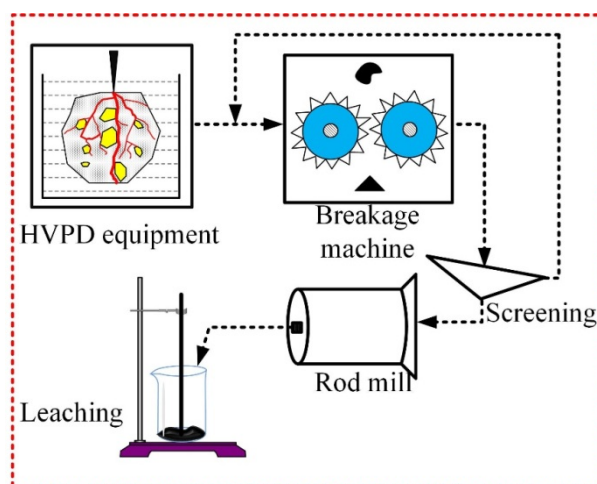 HVPD equipment
Breakage
machine
Screening
Rod mill
Leaching